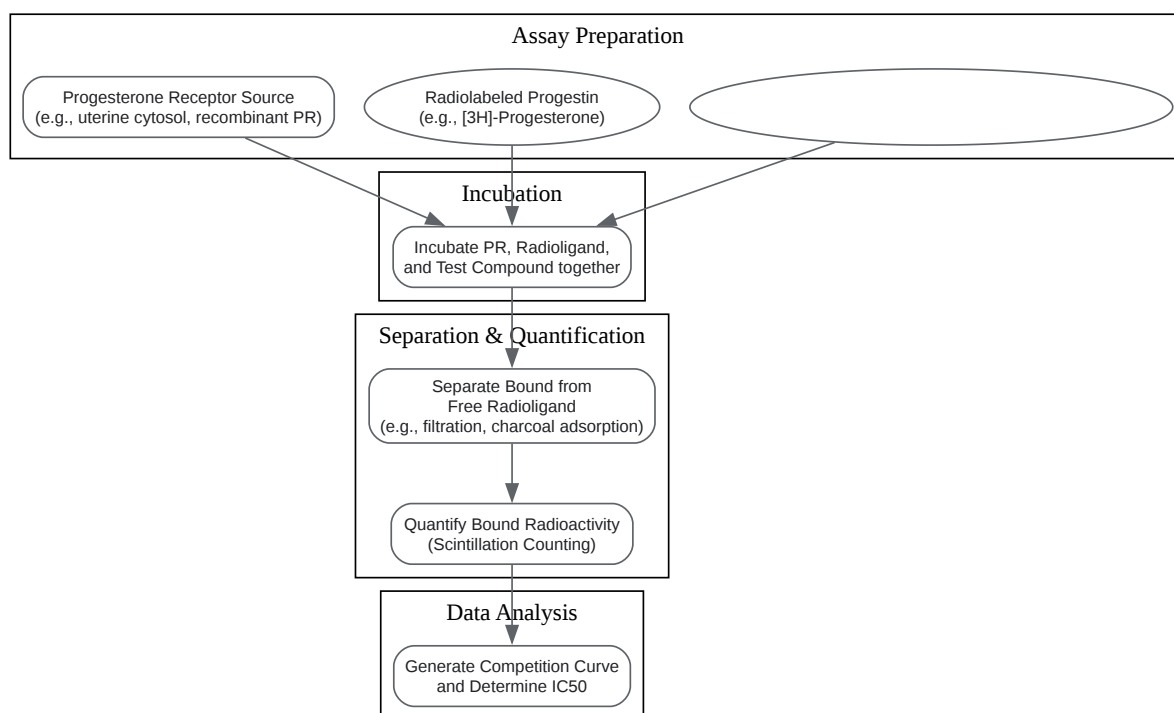 Assay Preparation
Progesterone Receptor Source
(e.g., uterine cytosol, recombinant PR)
Radiolabeled Progestin
(e.g., [3H]-Progesterone)
Incubation
Incubate PR, Radioligand,
and Test Compound together
Separation & Quantification
Separate Bound from
Free Radioligand
(e.g., filtration, charcoal adsorption)
Quantify Bound Radioactivity
(Scintillation Counting)
Data Analysis
Generate Competition Curve
and Determine IC50